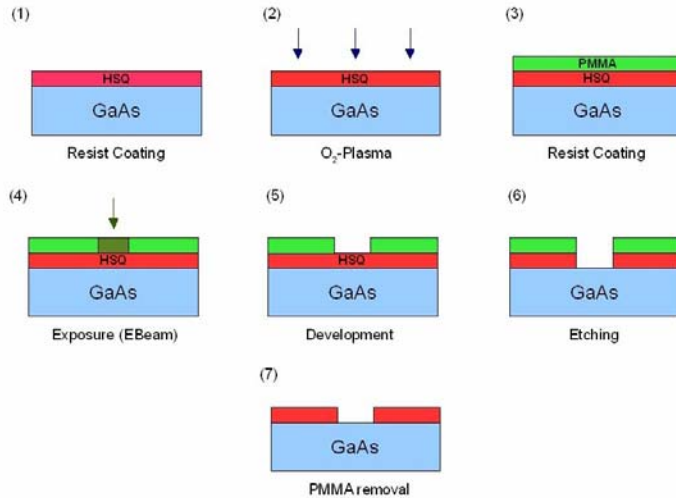 (1)
HSQ
GaAs
Resist Coating
(2)
HSQ
GaAs
O₂-Plasma
(3)
PMMA
HSQ
GaAs
Resist Coating
(4)
HSQ
GaAs
Exposure (EBeam)
(5)
HSQ
GaAs
Development
(6)
GaAs
Etching
(7)
GaAs
PMMA removal